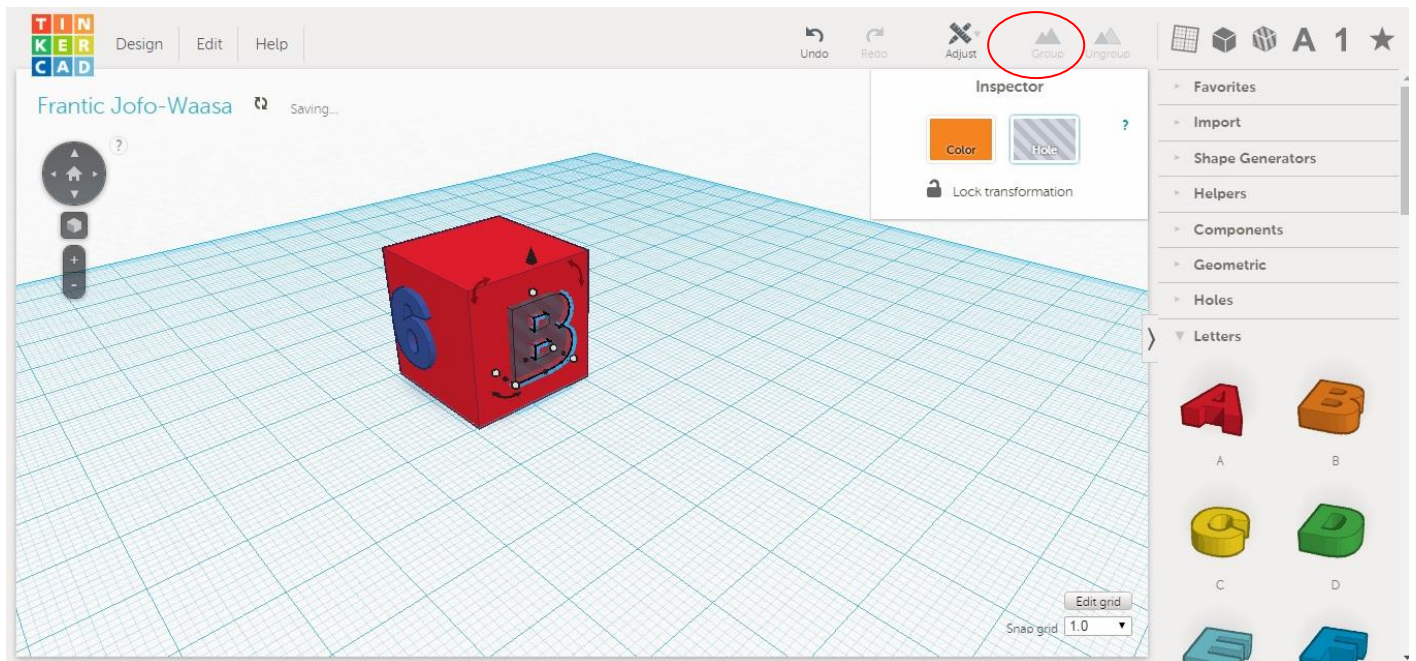 TIN
KER
CAD
Design Edit Help
Undo Redo Adjust Group Ungroup
A 1
Frantic Jofo-Waasa Saving...
?
+
-
6
B
Inspector
Color Hole
?
Lock transformation
Favorites
Import
Shape Generators
Helpers
Components
Geometric
Holes
Letters
A B
A B
C D
C D
E F
Edit grid
Snap grid 1.0